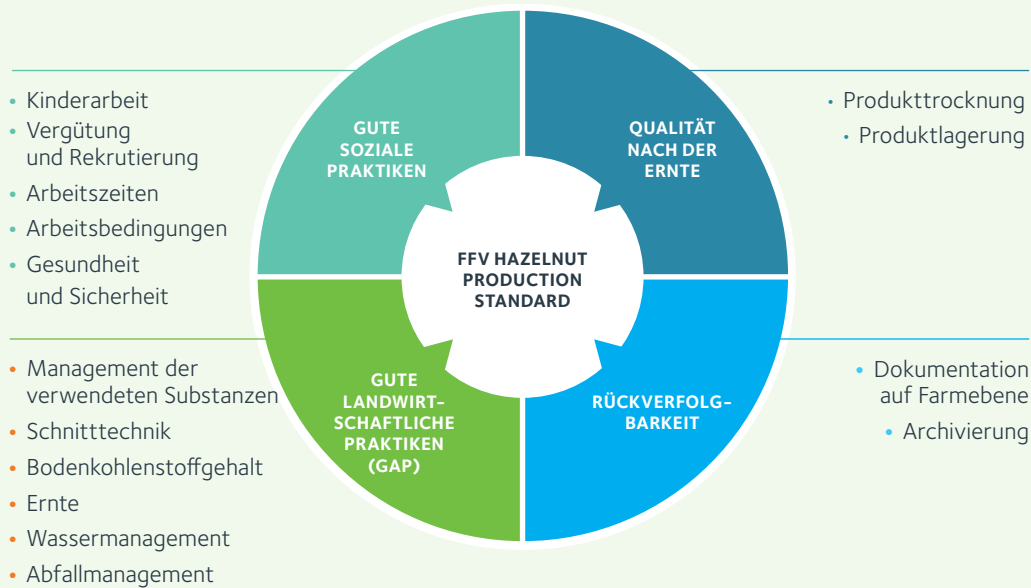 Kinderarbeit
Vergütung
und Rekrutierung
Arbeitszeiten
Arbeitsbedingungen
Gesundheit
und Sicherheit
GUTE
SOZIALE
PRAKTIKEN
QUALITÄT
NACH DER
ERNTE
Produkttrocknung
Produktlagerung
FFV HAZELNUT
PRODUCTION
STANDARD
Management der
verwendeten Substanzen
Schnitttechnik
Bodenkohlenstoffgehalt
Ernte
Wassermanagement
Abfallmanagement
GUTE
LANDWIRT-
SCHAFTLICHE
PRAKTIKEN
(GAP)
RÜCKVERFOLG-
BARKEIT
Dokumentation
auf Farmebene
Archivierung